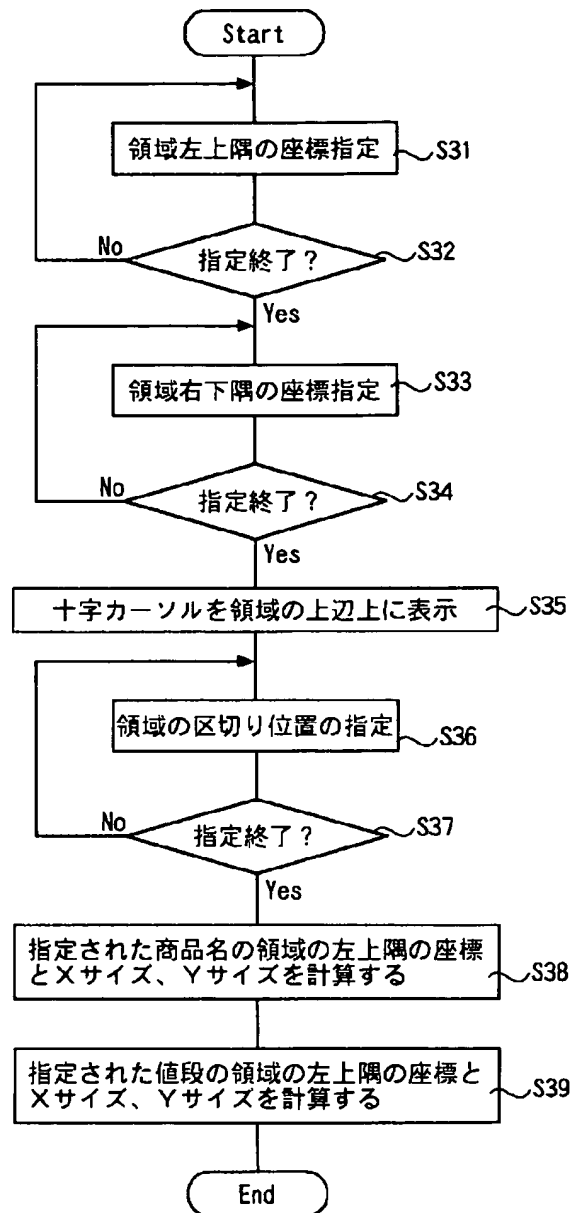 Start
領域左上隅の座標指定
S31
No
指定終了？
S32
Yes
領域右下隅の座標指定
S33
No
指定終了？
S34
Yes
十字カーソルを領域の上辺上に表示
S35
領域の区切り位置の指定
S36
No
指定終了？
S37
Yes
指定された商品名の領域の左上隅の座標
とＸサイズ、Ｙサイズを計算する
S38
指定された値段の領域の左上隅の座標と
Ｘサイズ、Ｙサイズを計算する
S39
End